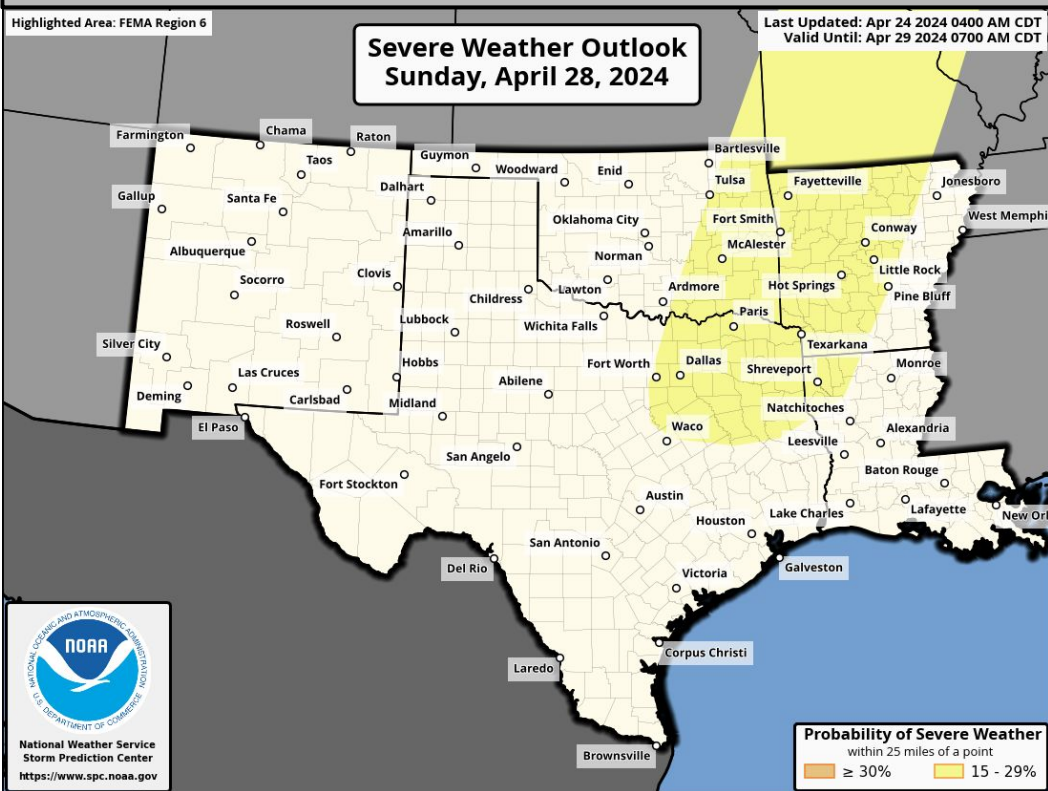 Highlighted Area: FEMA Region 6
Severe Weather Outlook
Sunday, April 28, 2024
Last Updated: Apr 24 2024 0400 AM CDT
Valid Until: Apr 29 2024 0700 AM CDT
Farmington
Chama
Raton
Taos
Guymon
Woodward
Enid
Bartlesville
Tulsa
Fayetteville
Jonesboro
Gallup
Santa Fe
Dalhart
Oklahoma City
Fort Smith
Conway
West Memphi
Albuquerque
Amarillo
Norman
McAlester
Little Rock
Socorro
Clovis
Childress
Lawton
Ardmore
Hot Springs
Pine Bluff
Roswell
Lubbock
Wichita Falls
Paris
Texarkana
Silver City
Las Cruces
Hobbs
Fort Worth
Dallas
Shreveport
Monroe
Deming
Carlsbad
Midland
Abilene
Natchitoches
El Paso
Waco
Alexandria
San Angelo
Leesville
Fort Stockton
Baton Rouge
Austin
Lake Charles
Lafayette
New Orl
Houston
San Antonio
Del Rio
Galveston
Victoria
Laredo
Corpus Christi
Brownsville
NATIONAL OCEANIC AND ATMOSPHERIC ADMINISTRATION
NOAA
U.S. DEPARTMENT OF COMMERCE
National Weather Service
Storm Prediction Center
https://www.spc.noaa.gov
Probability of Severe Weather
within 25 miles of a point
≥ 30%
15 - 29%